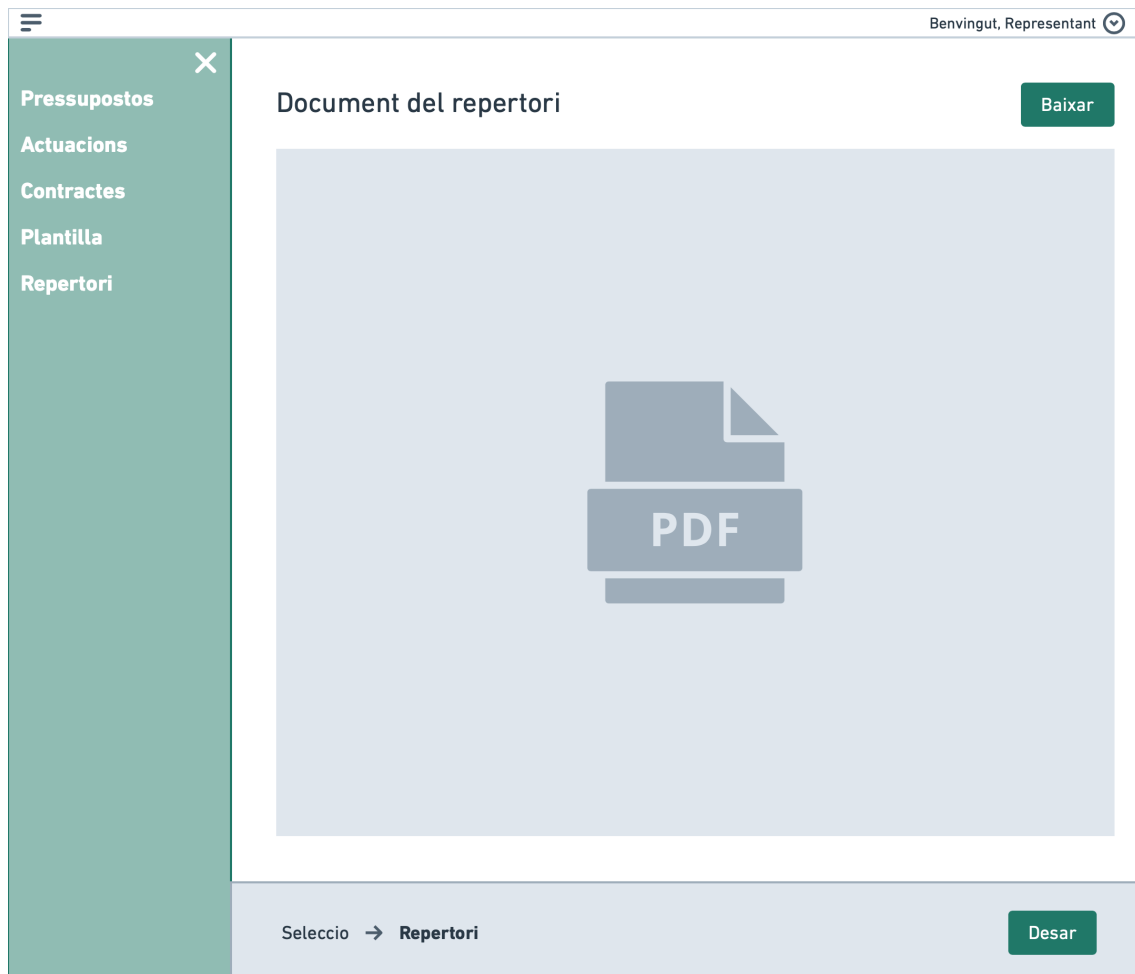 Benvingut, Representant
Pressupostos
Actuacions
Contractes
Plantilla
Repertori
Document del repertori
Baixar
PDF
Seleccio → Repertori
Desar